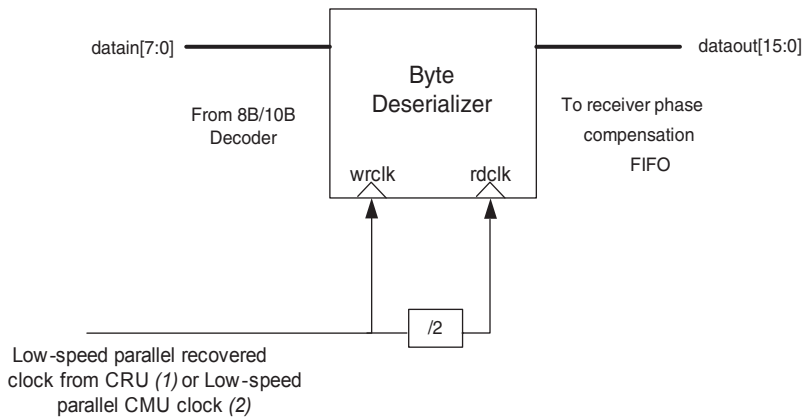 datain[7:0]
dataout[15:0]
Byte
Deserializer
From 8B/10B
Decoder
To receiver phase
compensation
FIFO
wrclk
rdclk
/2
Low-speed parallel recovered
clock from CRU (1) or Low-speed
parallel CMU clock (2)